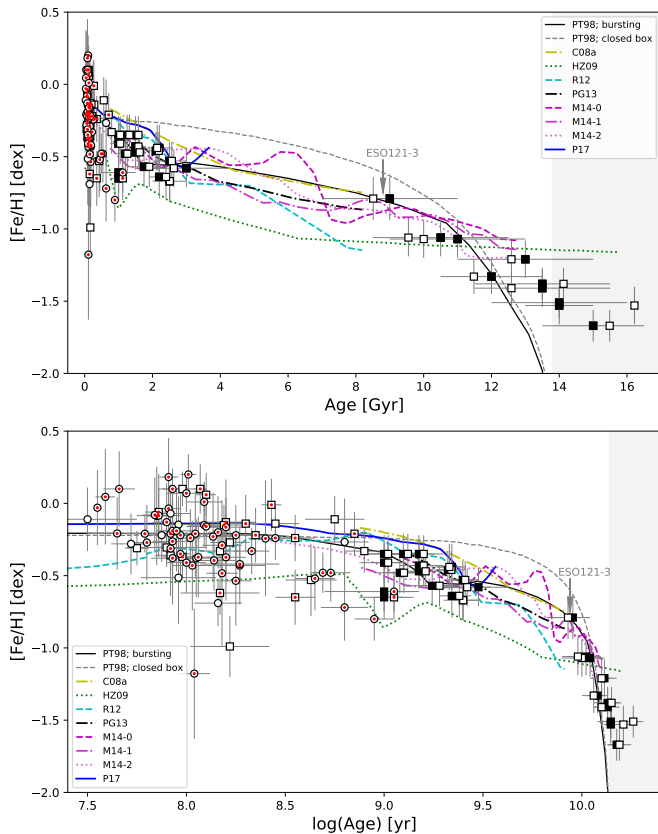 0.5
0.0
−0.5
−1.0
−1.5
−2.0
[Fe/H] [dex]
ESO121-3
PT98; bursting
PT98; closed box
C08a
HZ09
R12
PG13
M14-0
M14-1
M14-2
P17
0
2
4
6
8
10
12
14
16
Age [Gyr]
0.5
0.0
−0.5
−1.0
−1.5
−2.0
[Fe/H] [dex]
ESO121-3
PT98; bursting
PT98; closed box
C08a
HZ09
R12
PG13
M14-0
M14-1
M14-2
P17
7.5
8.0
8.5
9.0
9.5
10.0
log(Age) [yr]